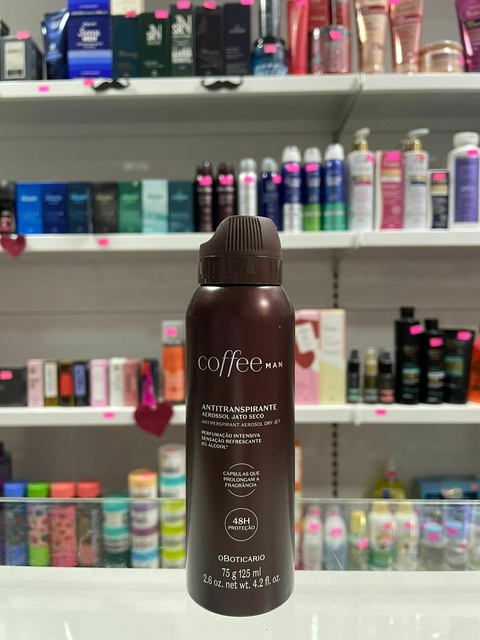 coffee MAN
ANTITRANSPIRANTE
AEROSSOL JATO SECO
ANTIPERSPIRANT AEROSOL DRY JET
PERFUMAÇÃO INTENSIVA
SENSAÇÃO REFRESCANTE
0% ÁLCOOL*
CÁPSULAS QUE
PROLONGAM A
FRAGRÂNCIA
48H
PROTEÇÃO
oBOTICÁRIO
75 g 125 ml
2.6 oz. net wt. 4.2 fl. oz.